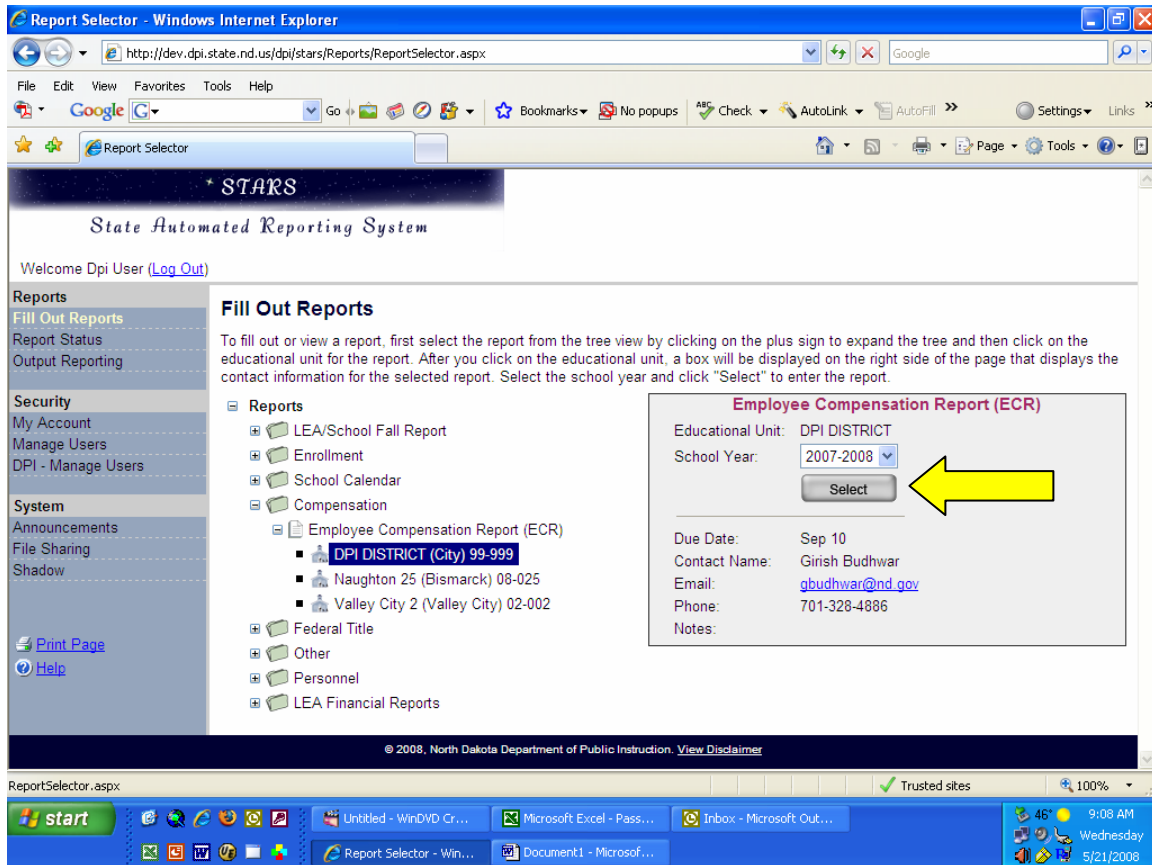 Report Selector - Windows Internet Explorer
http://dev.dpi.state.nd.us/dpi/stars/Reports/ReportSelector.aspx
Google
File Edit View Favorites Tools Help
Google G Go Bookmarks No popups ABC Check AutoLink AutoFill » Settings Links »
Report Selector
Page Tools
STARS
State Automated Reporting System
Welcome Dpi User (Log Out)
Reports
Fill Out Reports
Report Status
Output Reporting
Security
My Account
Manage Users
DPI - Manage Users
System
Announcements
File Sharing
Shadow
Print Page
Help
Fill Out Reports
To fill out or view a report, first select the report from the tree view by clicking on the plus sign to expand the tree and then click on the
educational unit for the report. After you click on the educational unit, a box will be displayed on the right side of the page that displays the
contact information for the selected report. Select the school year and click "Select" to enter the report.
Reports
LEA/School Fall Report
Enrollment
School Calendar
Compensation
Employee Compensation Report (ECR)
DPI DISTRICT (City) 99-999
Naughton 25 (Bismarck) 08-025
Valley City 2 (Valley City) 02-002
Federal Title
Other
Personnel
LEA Financial Reports
Employee Compensation Report (ECR)
Educational Unit: DPI DISTRICT
School Year: 2007-2008
Select
Due Date: Sep 10
Contact Name: Girish Budhwar
Email: gbudhwar@nd.gov
Phone: 701-328-4886
Notes:
© 2008, North Dakota Department of Public Instruction. View Disclaimer
ReportSelector.aspx Trusted sites 100%
start Untitled - WinDVD Cr... Microsoft Excel - Pass... Inbox - Microsoft Out... 46° 9:08 AM
Wednesday
Report Selector - Win... Document1 - Microsof... 5/21/2008